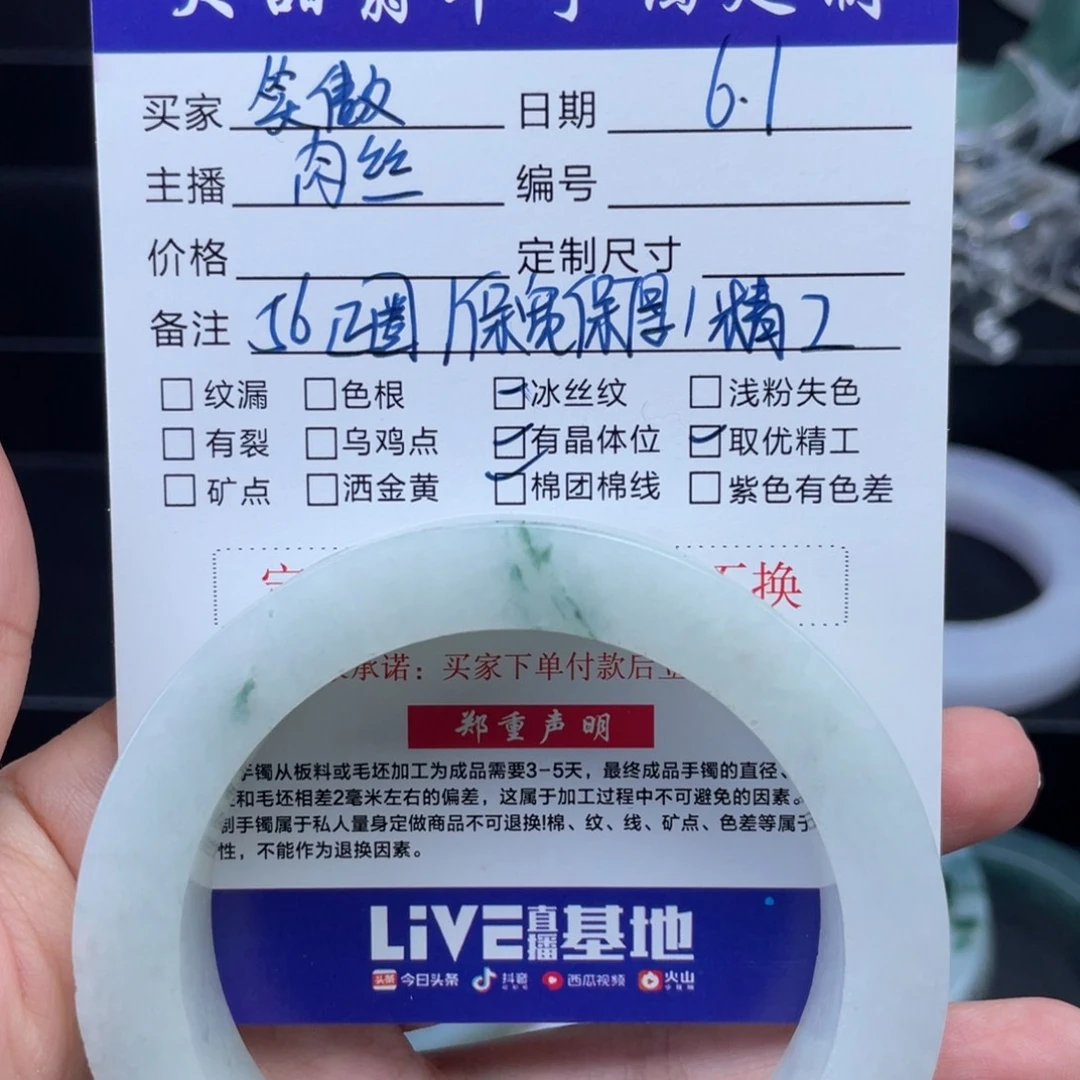 买家 笑傲 日期 6.1
主播 肉丝 编号
价格 定制尺寸
备注 56正圈/保宽保厚/精工
纹漏 色根 冰丝纹 浅粉失色
有裂 乌鸡点 有晶体位 取优精工
矿点 洒金黄 棉团棉线 紫色有色差
换
承诺：买家下单付款后
郑重声明
手镯从板料或毛坯加工为成品需要3-5天，最终成品手镯的直径、
和毛坯相差2毫米左右的偏差，这属于加工过程中不可避免的因素。
制手镯属于私人量身定做商品不可退换!棉、纹、线、矿点、色差等属于
性，不能作为退换因素。
LiVE直播基地
头条 今日头条 抖音 西瓜视频 火山